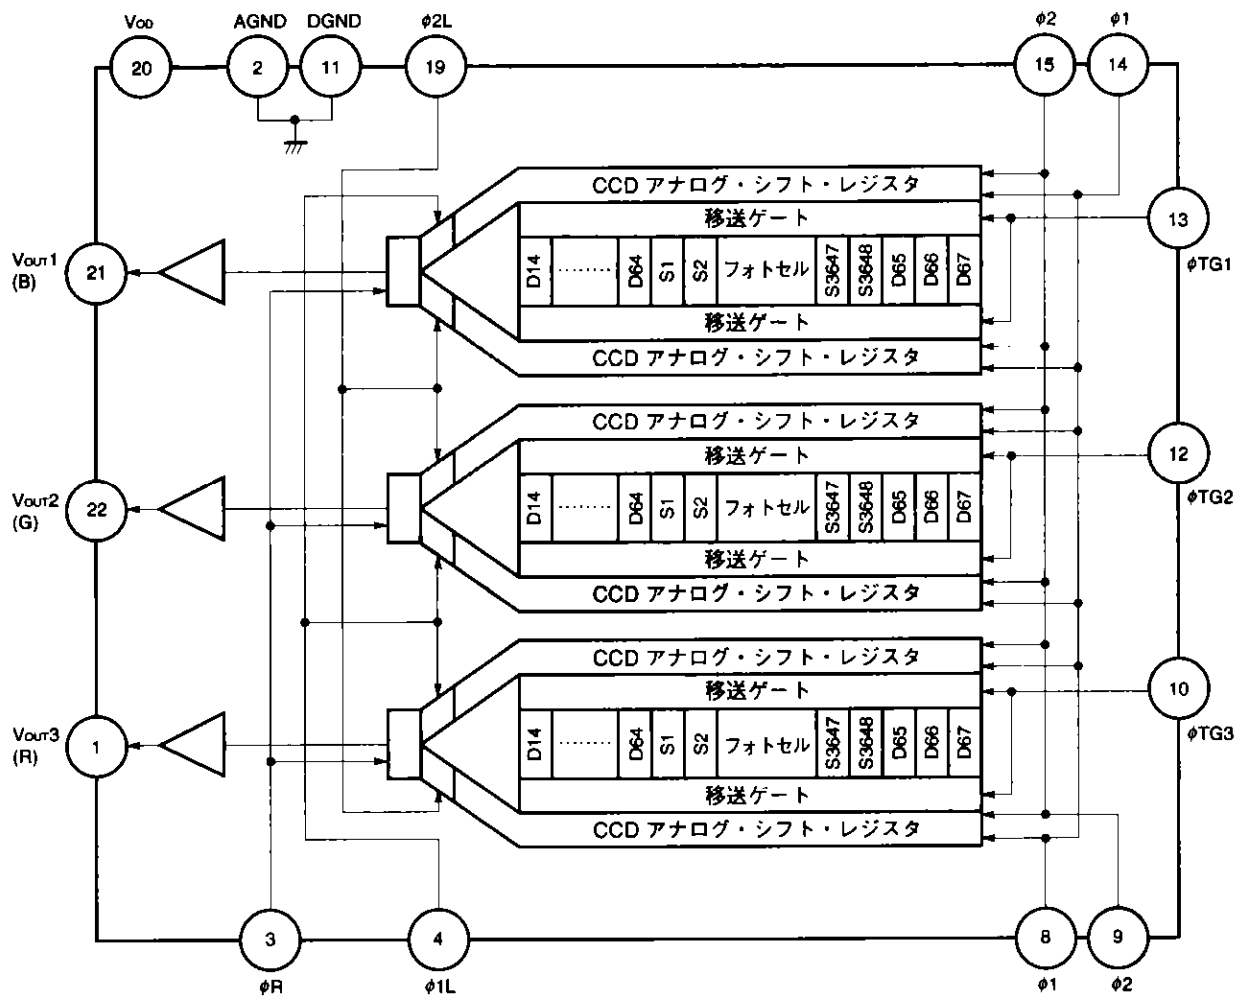 VOD AGND DGND φ2L φ2 φ1
20 2 11 19 15 14
CCD アナログ・シフト・レジスタ
移送ゲート
13
φTG1
VOUT1
(B)
21
D14 ········ D64 S1 S2 フォトセル S3647 S3648 D65 D66 D67
移送ゲート
CCD アナログ・シフト・レジスタ
CCD アナログ・シフト・レジスタ
移送ゲート
12
φTG2
VOUT2
(G)
22
D14 ········ D64 S1 S2 フォトセル S3647 S3648 D65 D66 D67
移送ゲート
CCD アナログ・シフト・レジスタ
CCD アナログ・シフト・レジスタ
移送ゲート
10
φTG3
VOUT3
(R)
1
D14 ········ D64 S1 S2 フォトセル S3647 S3648 D65 D66 D67
移送ゲート
CCD アナログ・シフト・レジスタ
3 4 8 9
φR φ1L φ1 φ2